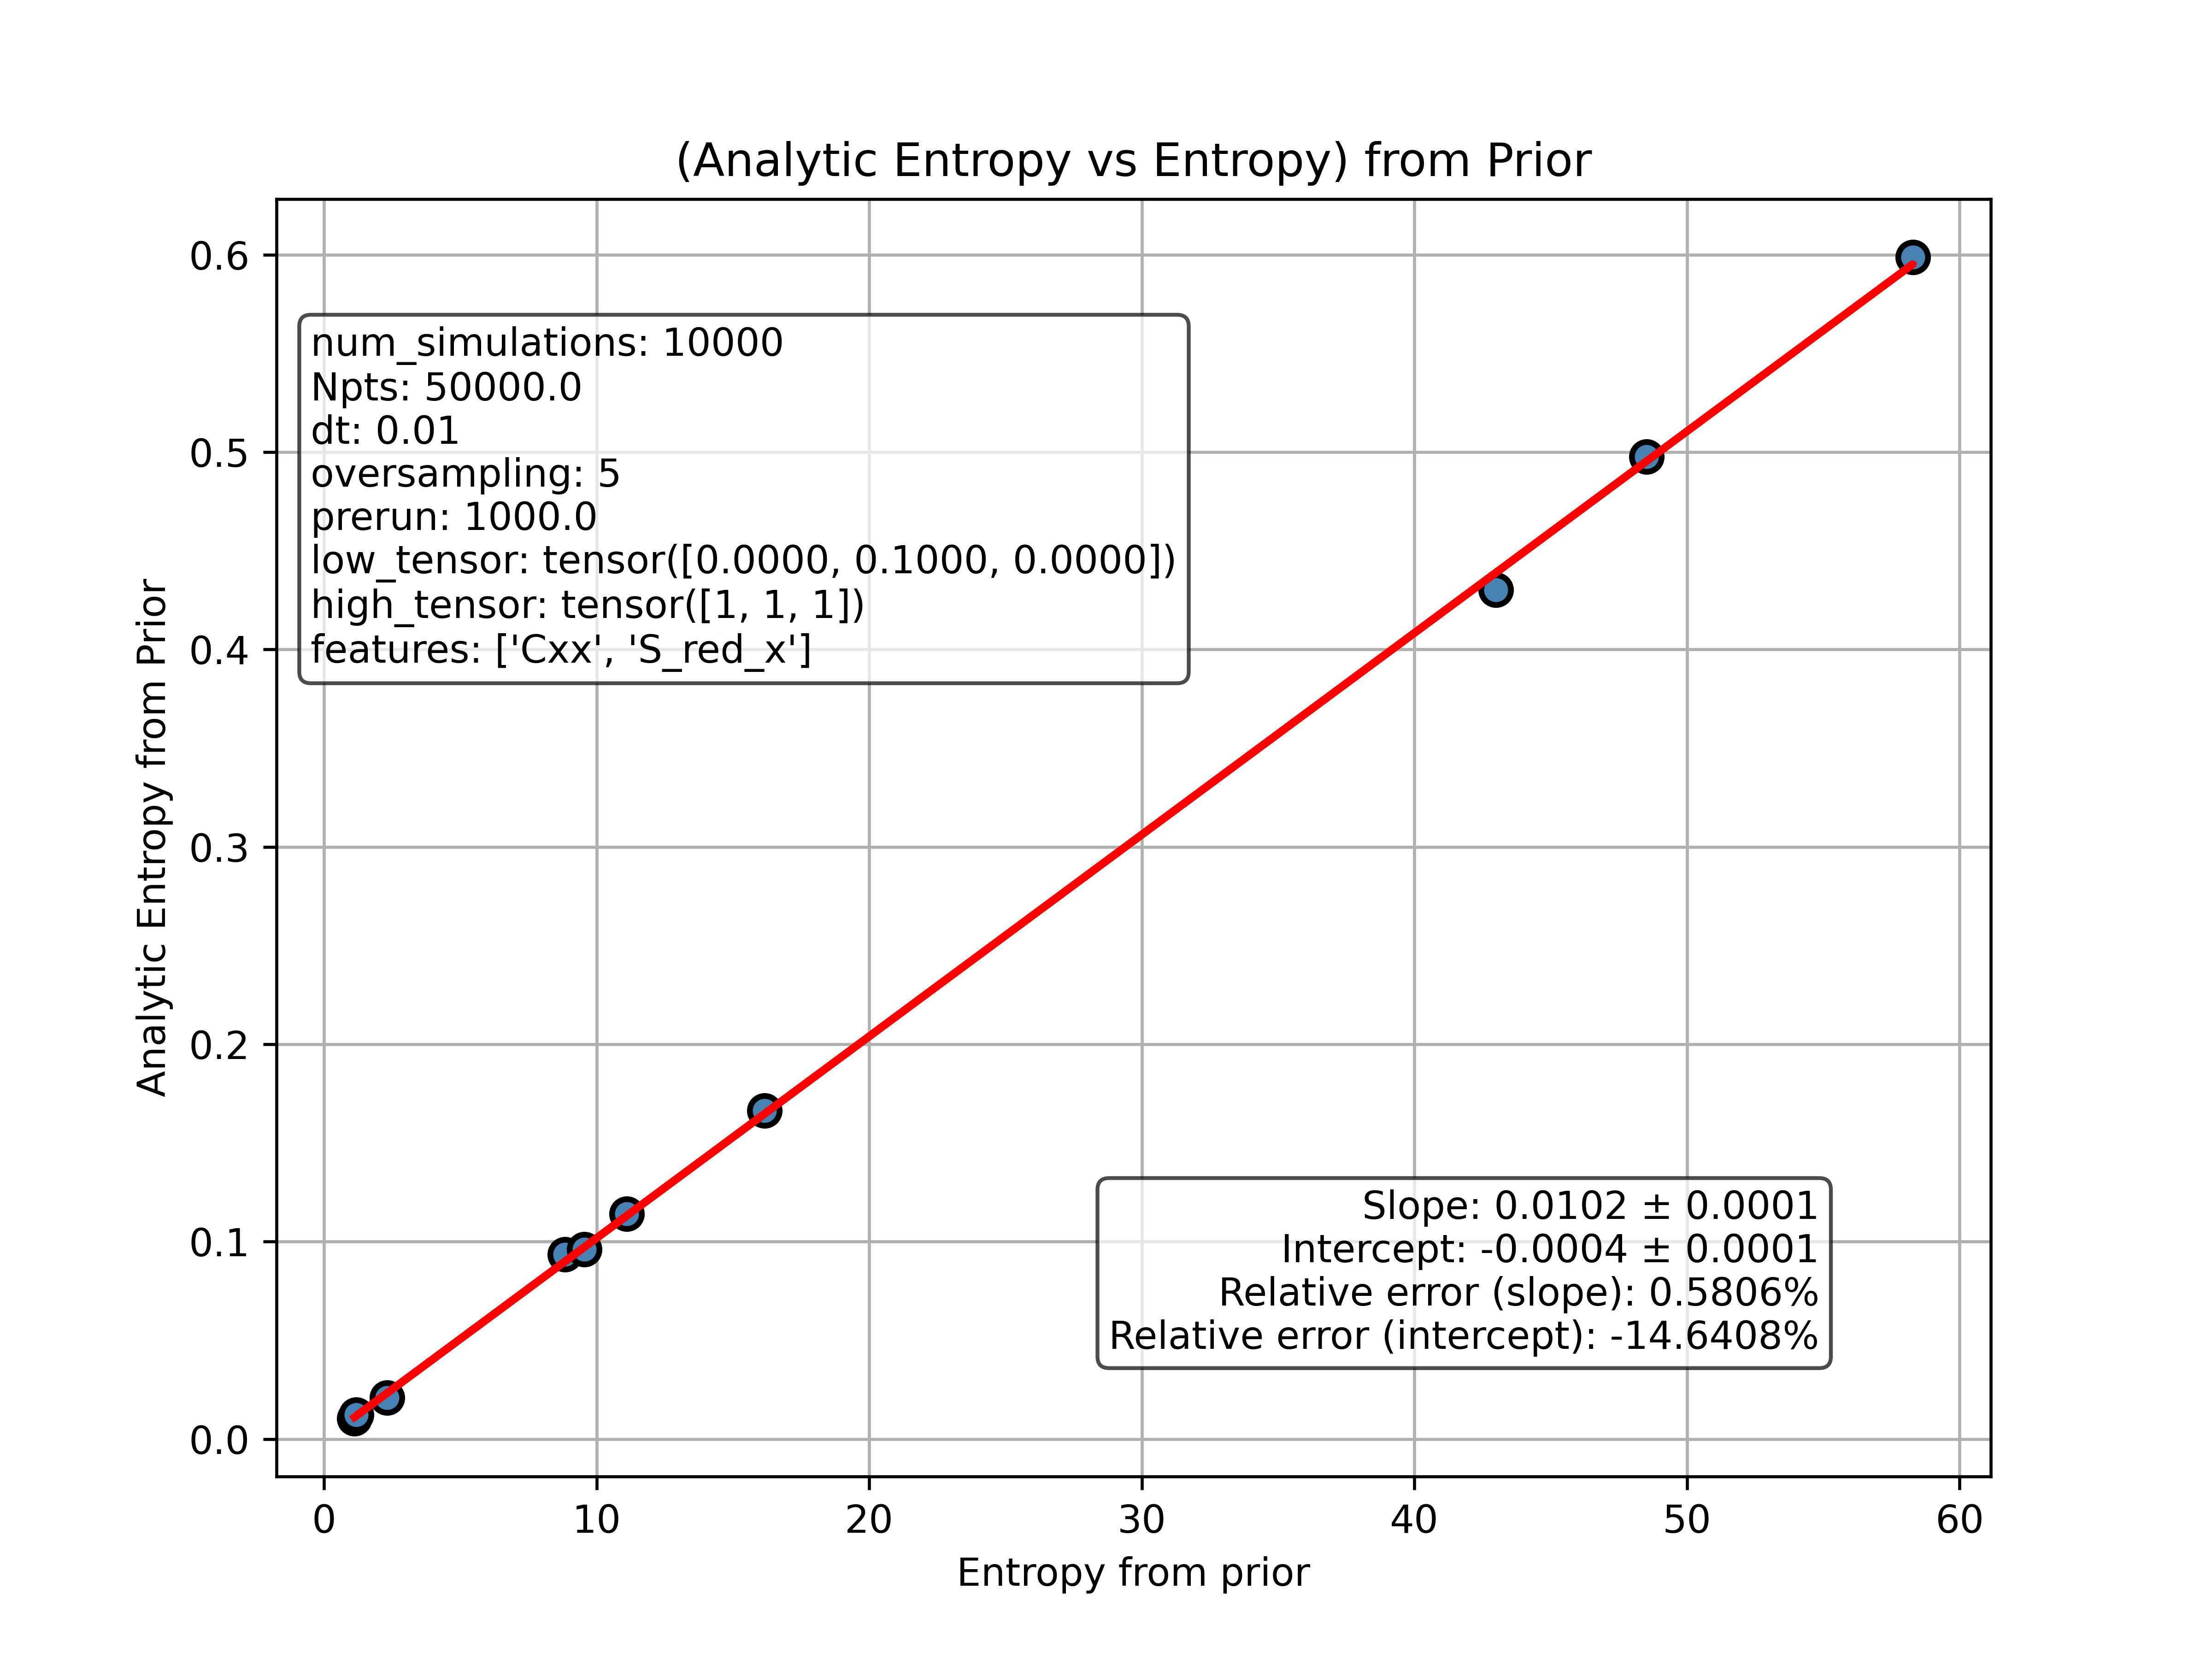 (Analytic Entropy vs Entropy) from Prior
Analytic Entropy from Prior
0.6
0.5
0.4
0.3
0.2
0.1
0.0
num_simulations: 10000
Npts: 50000.0
dt: 0.01
oversampling: 5
prerun: 1000.0
low_tensor: tensor([0.0000, 0.1000, 0.0000])
high_tensor: tensor([1, 1, 1])
features: ['Cxx', 'S_red_x']
Slope: 0.0102 ± 0.0001
Intercept: -0.0004 ± 0.0001
Relative error (slope): 0.5806%
Relative error (intercept): -14.6408%
0 10 20 30 40 50 60
Entropy from prior